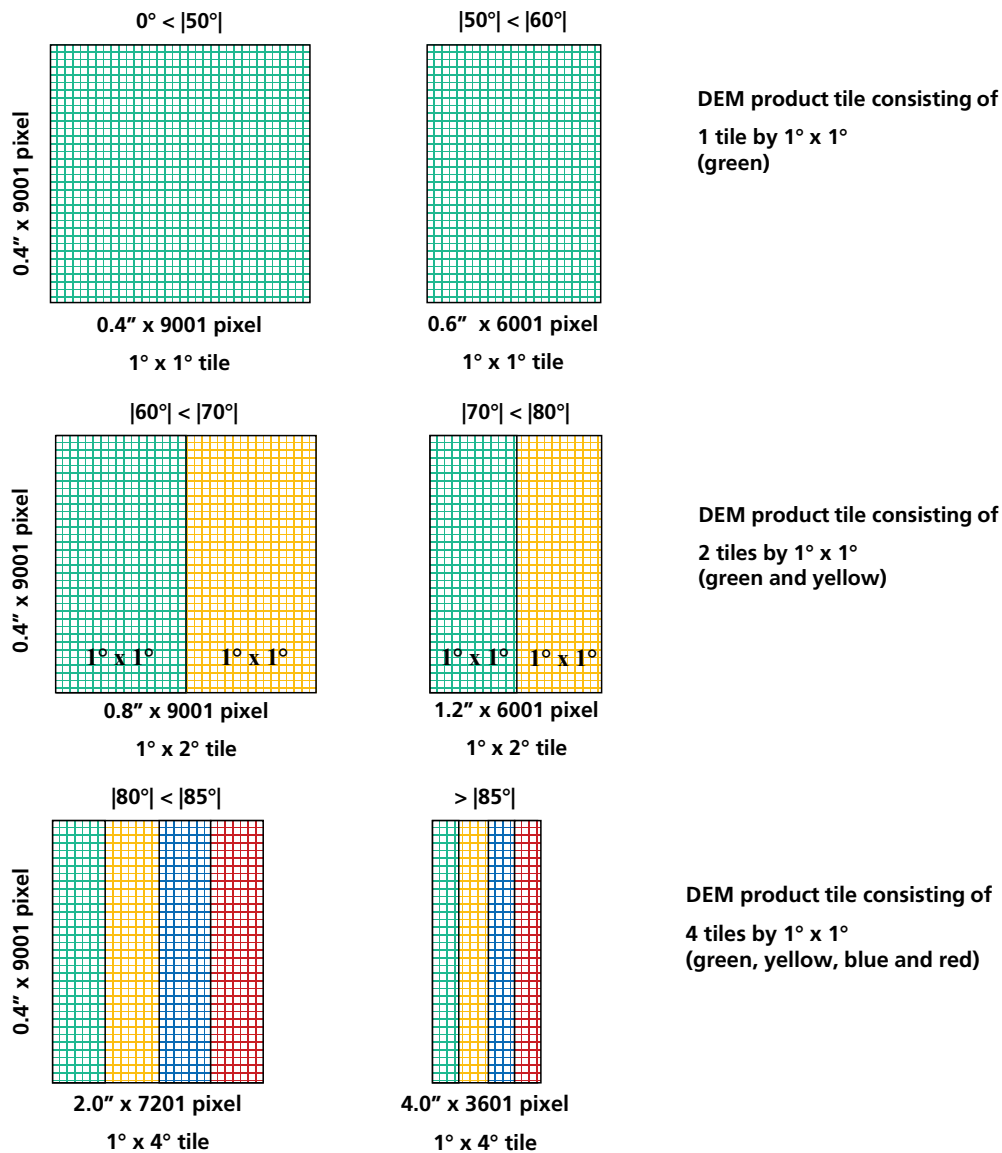 0° < |50°|
|50°| < |60°|
0.4″ x 9001 pixel
0.4″ x 9001 pixel
1° x 1° tile
0.6″ x 6001 pixel
1° x 1° tile
DEM product tile consisting of
1 tile by 1° x 1°
(green)
|60°| < |70°|
|70°| < |80°|
0.4″ x 9001 pixel
1° x 1°
1° x 1°
1° x 1°
1° x 1°
0.8″ x 9001 pixel
1° x 2° tile
1.2″ x 6001 pixel
1° x 2° tile
DEM product tile consisting of
2 tiles by 1° x 1°
(green and yellow)
|80°| < |85°|
> |85°|
0.4″ x 9001 pixel
2.0″ x 7201 pixel
1° x 4° tile
4.0″ x 3601 pixel
1° x 4° tile
DEM product tile consisting of
4 tiles by 1° x 1°
(green, yellow, blue and red)